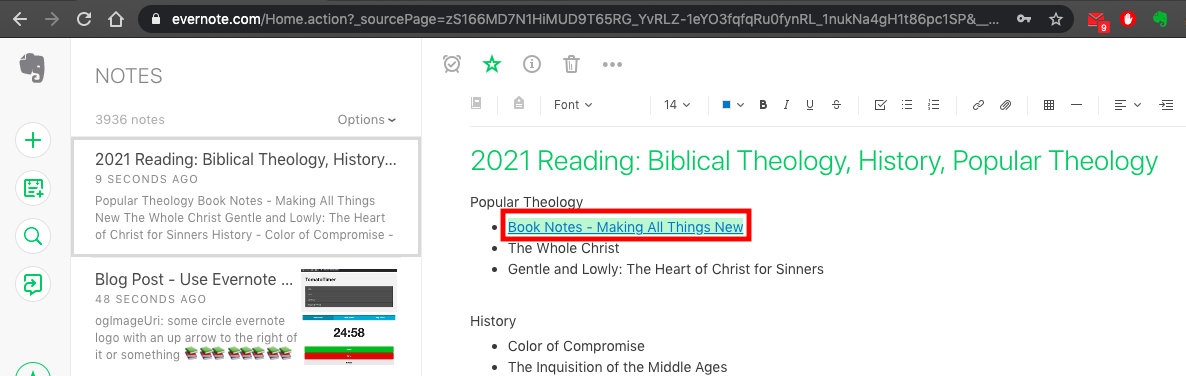 evernote.com/Home.action?_sourcePage=zS166MD7N1HiMUD9T65RG_YvRLZ-1eYO3fqfqRu0fynRL_1nukNa4gH1t86pc1SP&__...
9
NOTES
3936 notes
Options
2021 Reading: Biblical Theology, History...
9 SECONDS AGO
Popular Theology Book Notes - Making All Things
New The Whole Christ Gentle and Lowly: The Heart
of Christ for Sinners History - Color of Compromise -
Blog Post - Use Evernote ...
48 SECONDS AGO
ogImageUri: some circle evernote
logo with an up arrow to the right of
it or something 📚📚📚📚📚📚📚📚
TomatoTimer
24:58
Font 14 B I U S
2021 Reading: Biblical Theology, History, Popular Theology
Popular Theology
• Book Notes - Making All Things New
• The Whole Christ
• Gentle and Lowly: The Heart of Christ for Sinners
History
• Color of Compromise
• The Inquisition of the Middle Ages